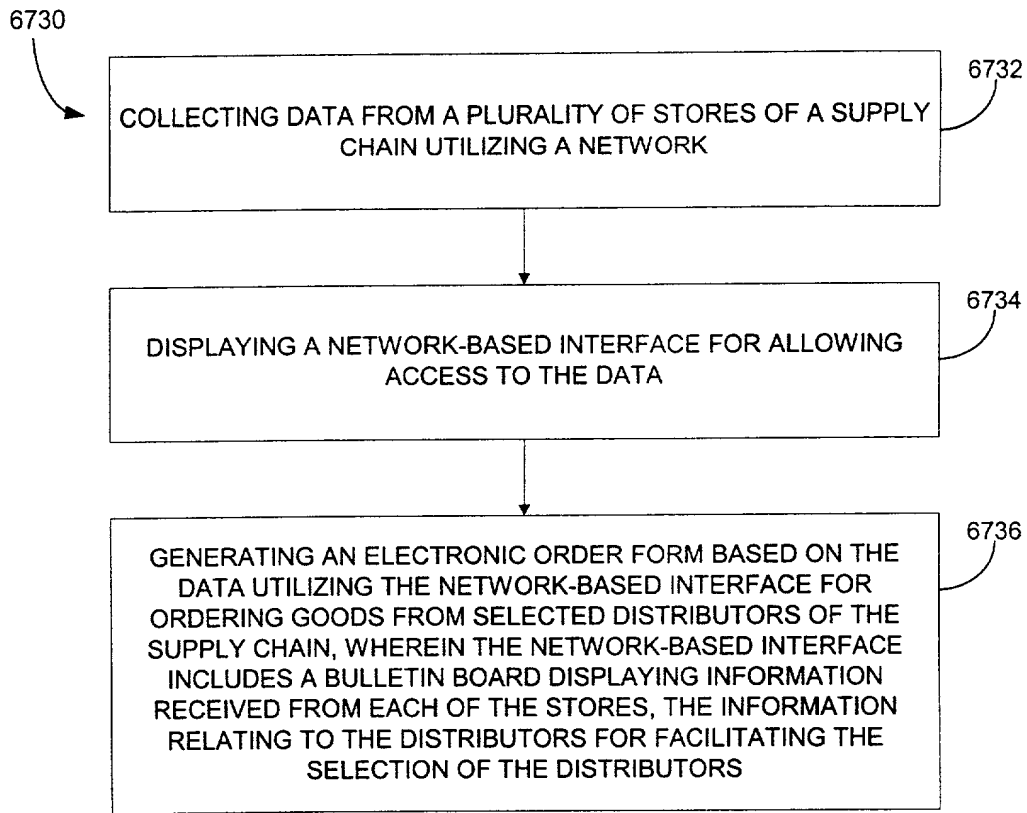 6730
6732
COLLECTING DATA FROM A PLURALITY OF STORES OF A SUPPLY
CHAIN UTILIZING A NETWORK
6734
DISPLAYING A NETWORK-BASED INTERFACE FOR ALLOWING
ACCESS TO THE DATA
6736
GENERATING AN ELECTRONIC ORDER FORM BASED ON THE
DATA UTILIZING THE NETWORK-BASED INTERFACE FOR
ORDERING GOODS FROM SELECTED DISTRIBUTORS OF THE
SUPPLY CHAIN, WHEREIN THE NETWORK-BASED INTERFACE
INCLUDES A BULLETIN BOARD DISPLAYING INFORMATION
RECEIVED FROM EACH OF THE STORES, THE INFORMATION
RELATING TO THE DISTRIBUTORS FOR FACILITATING THE
SELECTION OF THE DISTRIBUTORS